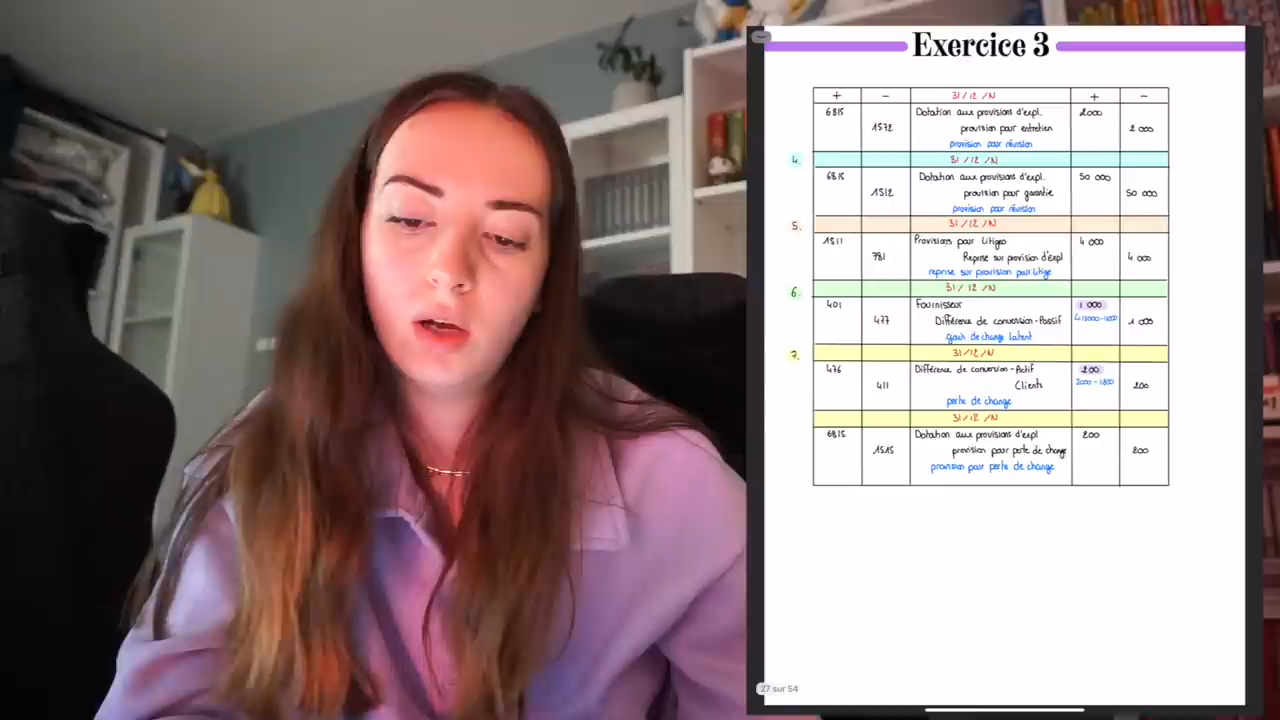 Exercice 3
+ - 31/12/N + -
6815 Dotation aux provisions d'expl. 2000
1572 provision pour entretien 2 000
provision pour révision
4. 31/12/N
6815 Dotation aux provisions d'expl. 50 000
1512 provision pour garantie 50 000
provision pour révision
5. 31/12/N
1511 Provisions pour Litiges 4 000
781 Reprise sur provision d'expl 4 000
reprise sur provision pour litige
6. 31/12/N
401 Fournisseur 1 000
477 Différence de conversion-Passif 1 000
gain de change latent
7. 31/12/N
476 Différence de conversion-Actif 200
2000-1800
411 Clients 200
perte de change
31/12/N
6815 Dotation aux provisions d'expl 200
1515 provision pour perte de change 200
provision pour perte de change
27 sur 54